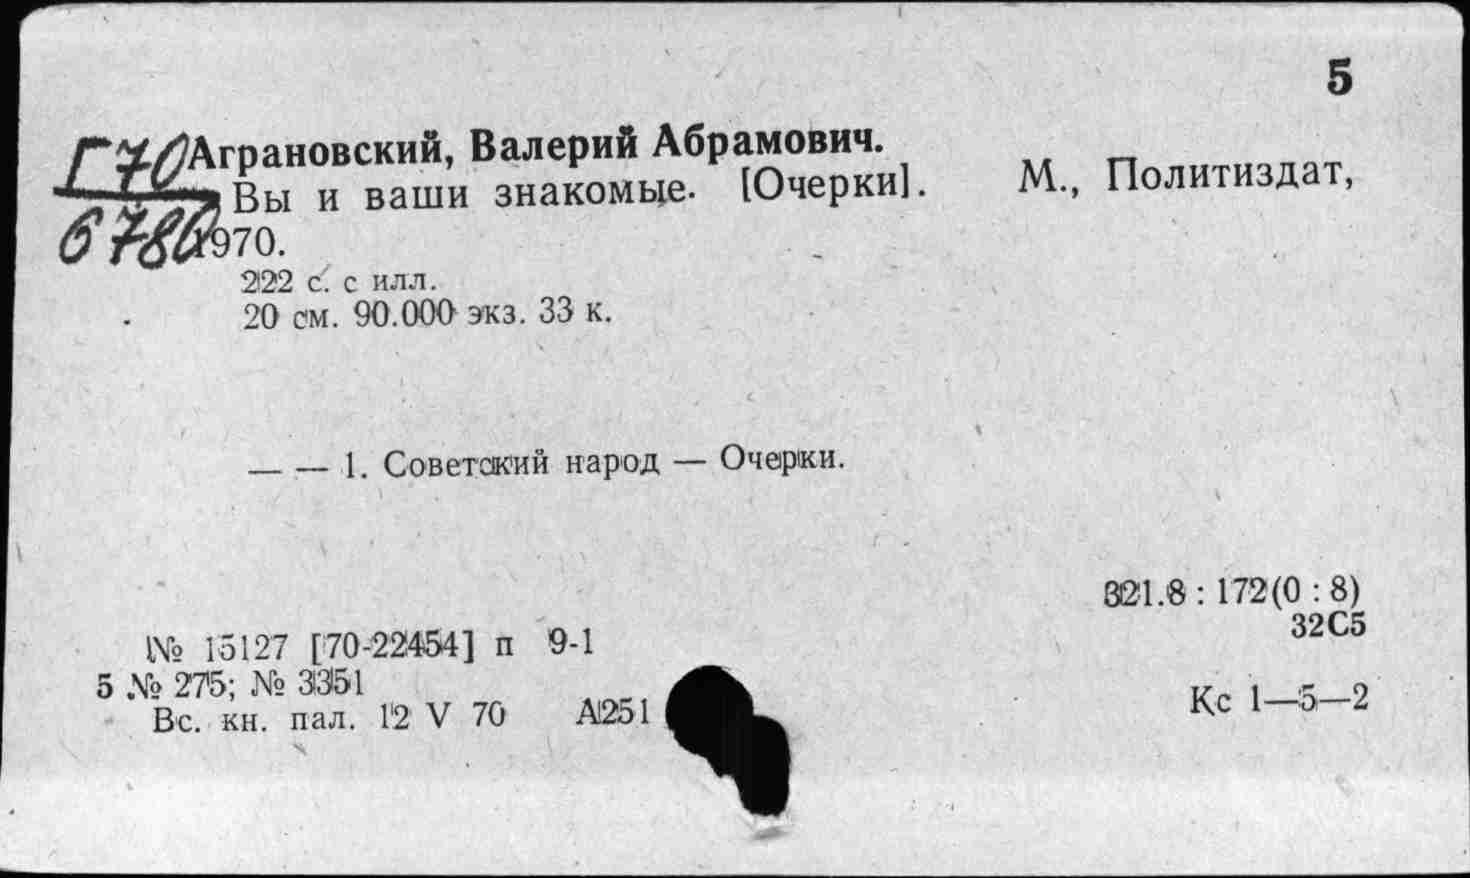 5
Г70
6786
Аграновский, Валерий Абрамович.
Вы и ваши знакомые. [Очерки]. М., Политиздат,
1970.
222 с. с илл.
20 см. 90.000 экз. 33 к.
— — 1. Советский народ — Очерки.
321.8 : 172(0 : 8)
32С5
№ 15127 [70-22454] п 9-1
5 № 275; № 3351
Кс 1—5—2
Вс. кн. пал. 12 V 70 А251